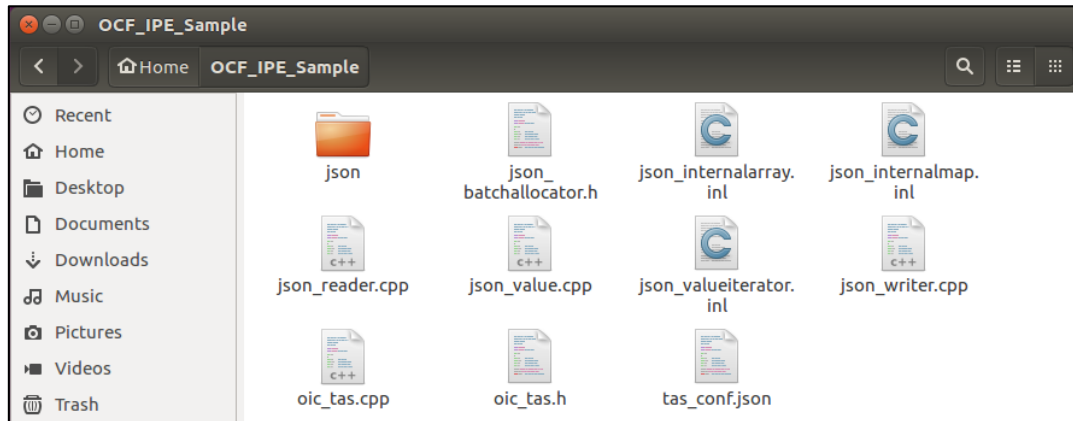 OCF_IPE_Sample
Home OCF_IPE_Sample
Recent
Home
Desktop
Documents
Downloads
Music
Pictures
Videos
Trash
json
json_
batchallocator.h
json_internalarray.
inl
json_internalmap.
inl
C++
json_reader.cpp
C++
json_value.cpp
json_valueiterator.
inl
C++
json_writer.cpp
C++
oic_tas.cpp
oic_tas.h
tas_conf.json